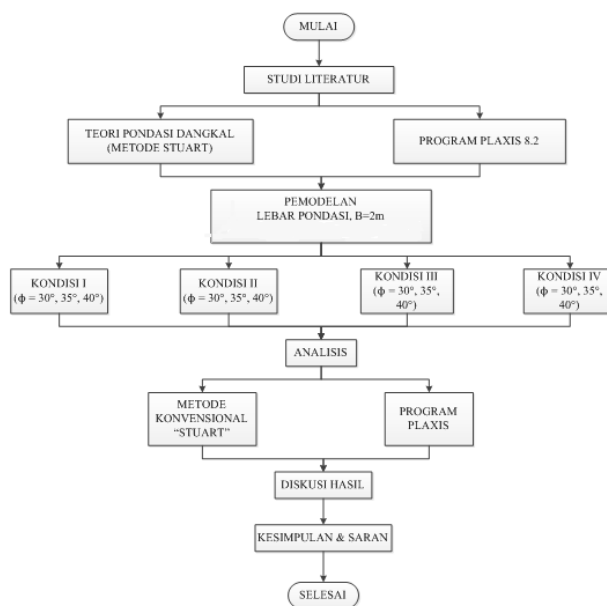 MULAI
STUDI LITERATUR
TEORI PONDASI DANGKAL
(METODE STUART)
PROGRAM PLAXIS 8.2
PEMODELAN
LEBAR PONDASI, B=2m
KONDISI I
(ϕ = 30°, 35°, 40°)
KONDISI II
(ϕ = 30°, 35°, 40°)
KONDISI III
(ϕ = 30°, 35°,
40°)
KONDISI IV
(ϕ = 30°, 35°,
40°)
ANALISIS
METODE
KONVENSIONAL
“STUART”
PROGRAM
PLAXIS
DISKUSI HASIL
KESIMPULAN & SARAN
SELESAI